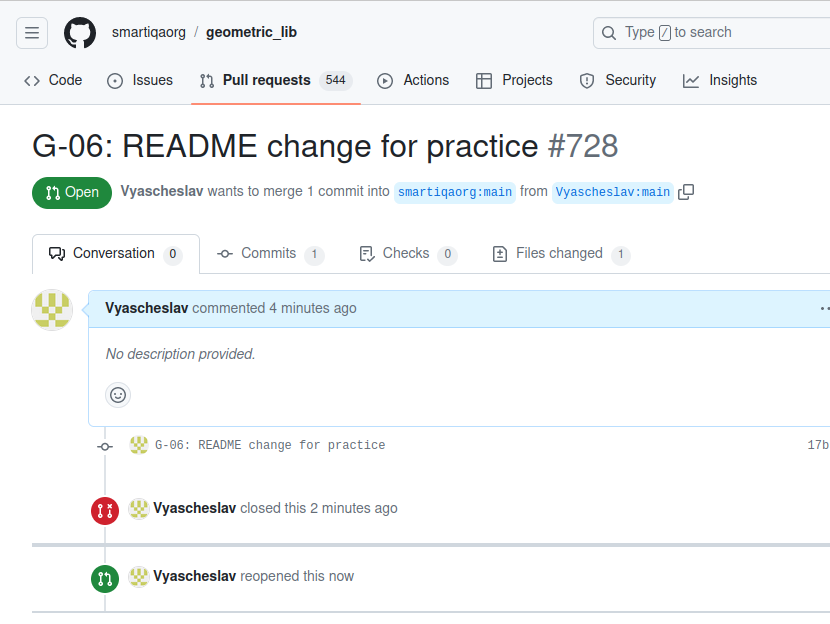 smartiqaorg / geometric_lib
Type / to search
Code Issues Pull requests 544 Actions Projects Security Insights
G-06: README change for practice #728
Open Vyascheslav wants to merge 1 commit into smartiqaorg:main from Vyascheslav:main
Conversation 0 Commits 1 Checks 0 Files changed 1
Vyascheslav commented 4 minutes ago
No description provided.
G-06: README change for practice 17b
Vyascheslav closed this 2 minutes ago
Vyascheslav reopened this now